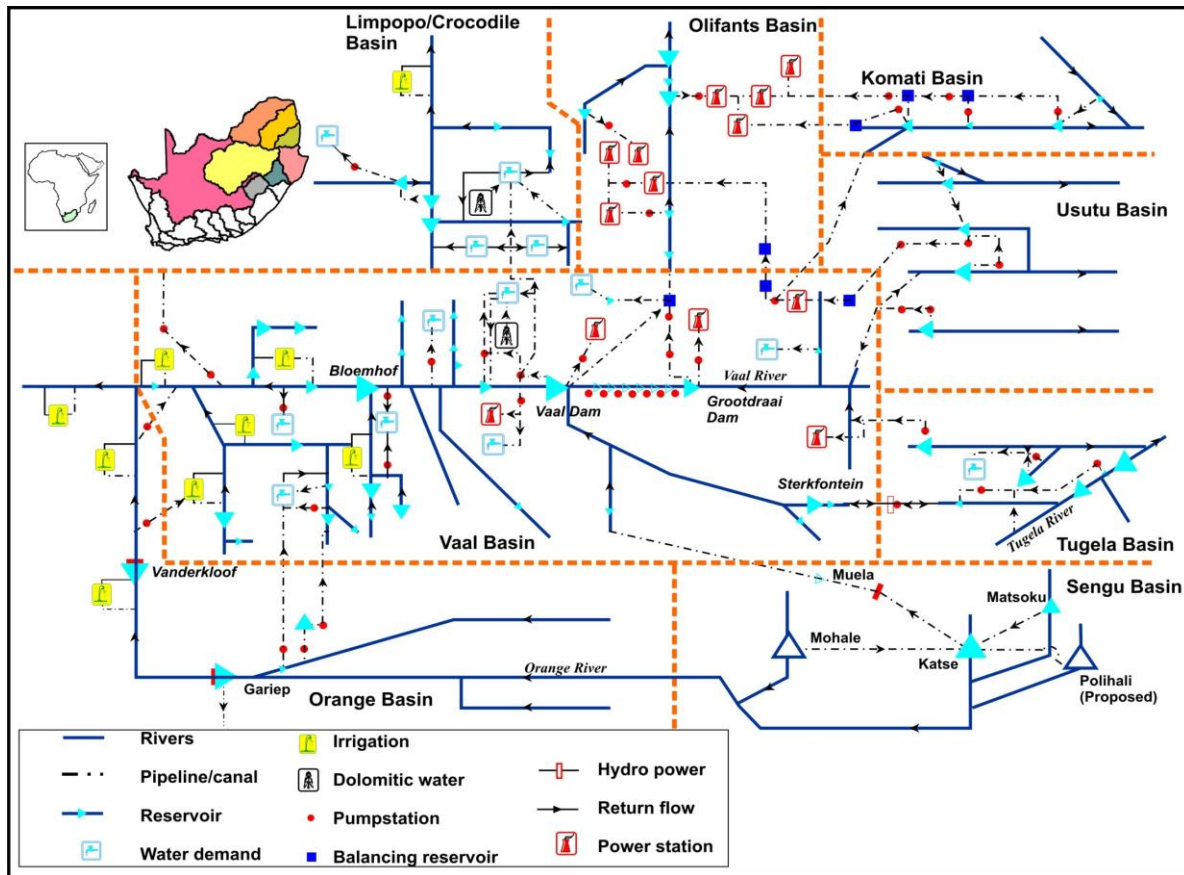 Limpopo/Crocodile
Basin
Olifants Basin
Komati Basin
Usutu Basin
Bloemhof
Vaal River
Vaal Dam
Grootdraai
Dam
Sterkfontein
Tugela River
Vaal Basin
Tugela Basin
Vanderkloof
Muela
Sengu Basin
Matsoku
Mohale
Katse
Polihali
(Proposed)
Orange River
Gariep
Orange Basin
Rivers
Pipeline/canal
Reservoir
Water demand
Irrigation
Dolomitic water
Pumpstation
Balancing reservoir
Hydro power
Return flow
Power station